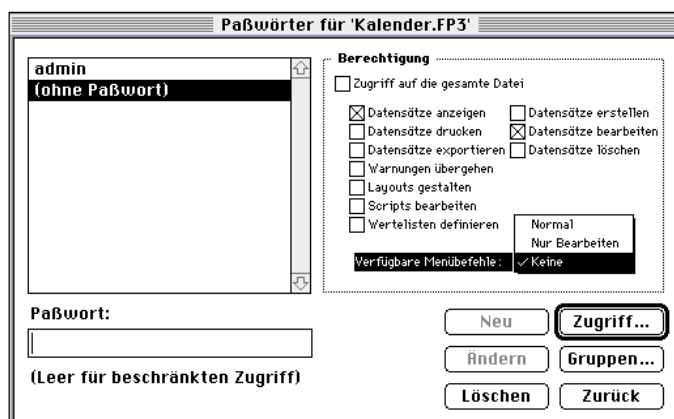 Paßwörter für 'Kalender.FP3'
admin
(ohne Paßwort)
Paßwort:
(Leer für beschränkten Zugriff)
Berechtigung
Zugriff auf die gesamte Datei
Datensätze anzeigen Datensätze erstellen
Datensätze drucken Datensätze bearbeiten
Datensätze exportieren Datensätze löschen
Warnungen übergehen
Layouts gestalten
Scripts bearbeiten
Wertelisten definieren
Normal
Nur Bearbeiten
Verfügbare Menübefehle: ✓ Keine
Neu Zugriff...
Ändern Gruppen...
Löschen Zurück